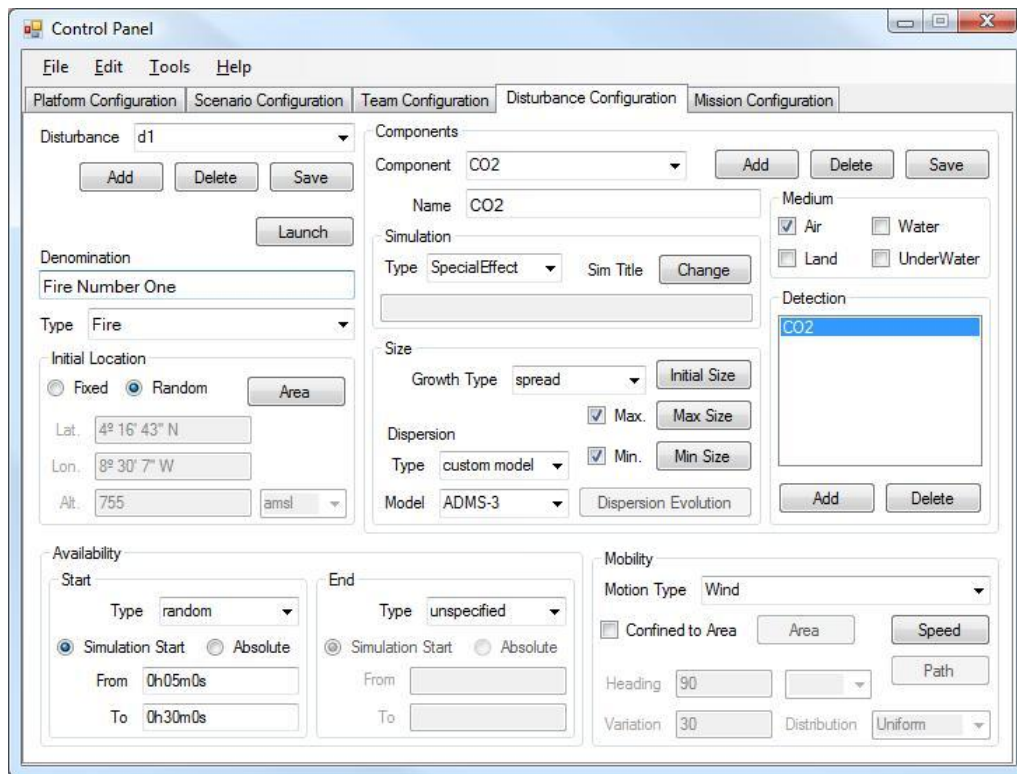 Control Panel
File Edit Tools Help
Platform Configuration Scenario Configuration Team Configuration Disturbance Configuration Mission Configuration
Disturbance d1
Add Delete Save
Launch
Denomination
Fire Number One
Type Fire
Initial Location
Fixed Random Area
Lat. 4º 16' 43" N
Lon. 8º 30' 7" W
Alt. 755 amsl
Components
Component CO2 Add Delete Save
Name CO2
Simulation
Type SpecialEffect Sim Title Change
Size
Growth Type spread Initial Size
Max. Max Size
Dispersion
Min. Min Size
Type custom model
Model ADMS-3 Dispersion Evolution
Medium
Air Water
Land UnderWater
Detection
CO2
Add Delete
Availability
Start
Type random
Simulation Start Absolute
From 0h05m0s
To 0h30m0s
End
Type unspecified
Simulation Start Absolute
From
To
Mobility
Motion Type Wind
Confined to Area Area Speed
Path
Heading 90
Variation 30 Distribution Uniform